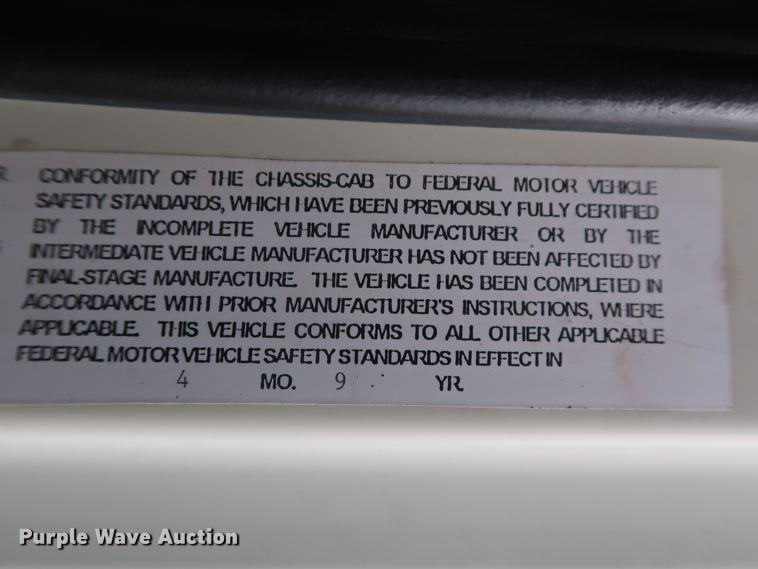 CONFORMITY OF THE CHASSIS-CAB TO FEDERAL MOTOR VEHICLE
SAFETY STANDARDS, WHICH HAVE BEEN PREVIOUSLY FULLY CERTIFIED
BY THE INCOMPLETE VEHICLE MANUFACTURER OR BY THE
INTERMEDIATE VEHICLE MANUFACTURER HAS NOT BEEN AFFECTED BY
FINAL-STAGE MANUFACTURE. THE VEHICLE HAS BEEN COMPLETED IN
ACCORDANCE WITH PRIOR MANUFACTURER'S INSTRUCTIONS, WHERE
APPLICABLE. THIS VEHICLE CONFORMS TO ALL OTHER APPLICABLE
FEDERAL MOTOR VEHICLE SAFETY STANDARDS IN EFFECT IN
4 MO. 9 YR.
Purple Wave Auction